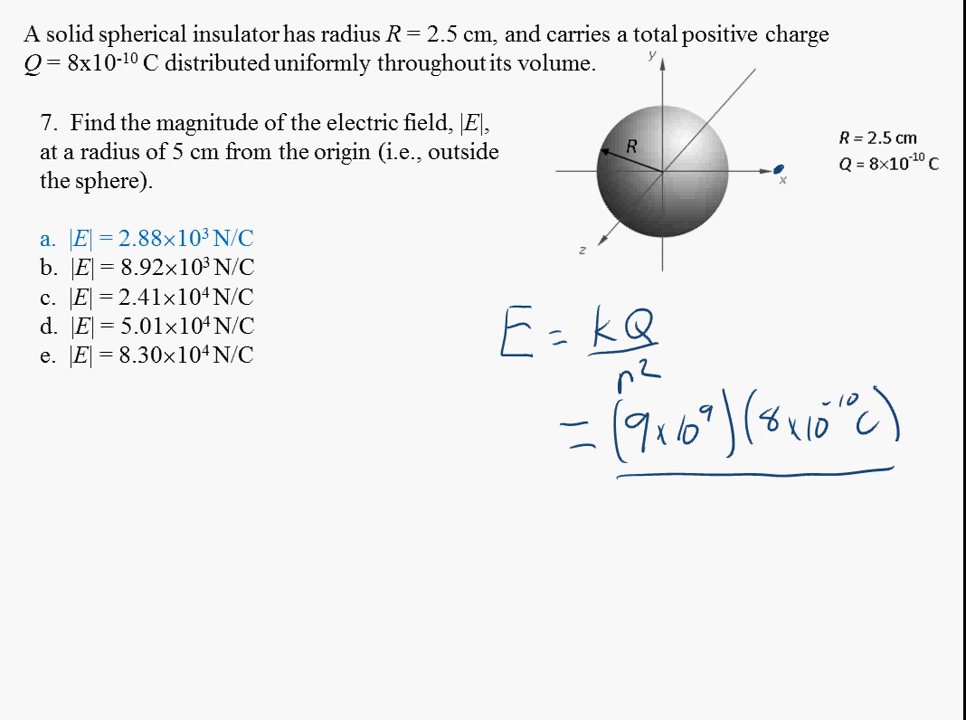 A solid spherical insulator has radius R = 2.5 cm, and carries a total positive charge
Q = 8x10⁻¹⁰ C distributed uniformly throughout its volume.
7. Find the magnitude of the electric field, |E|,
at a radius of 5 cm from the origin (i.e., outside
the sphere).
a. |E| = 2.88×10³ N/C
b. |E| = 8.92×10³ N/C
c. |E| = 2.41×10⁴ N/C
d. |E| = 5.01×10⁴ N/C
e. |E| = 8.30×10⁴ N/C
y
R
x
z
R = 2.5 cm
Q = 8×10⁻¹⁰ C
E = kQ
r²
= (9x10⁹)(8x10⁻¹⁰C)